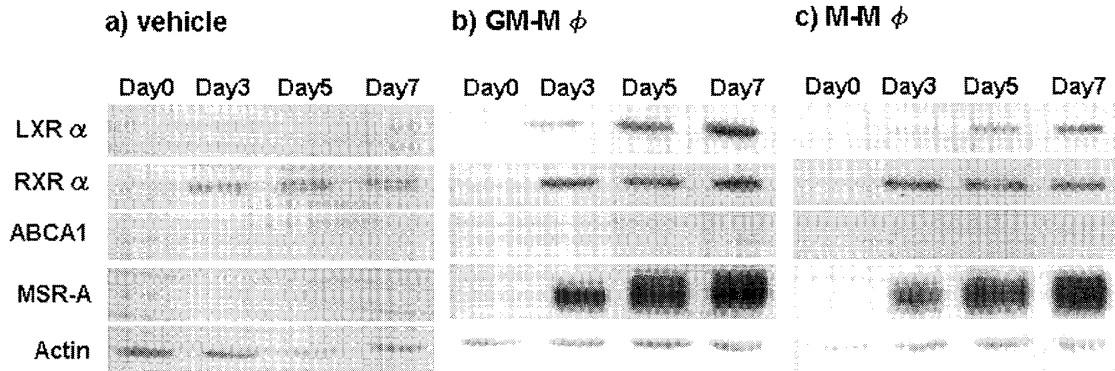 a) vehicle b) GM-M ϕ c) M-M ϕ
Day0 Day3 Day5 Day7 Day0 Day3 Day5 Day7 Day0 Day3 Day5 Day7
LXR α
RXR α
ABCA1
MSR-A
Actin